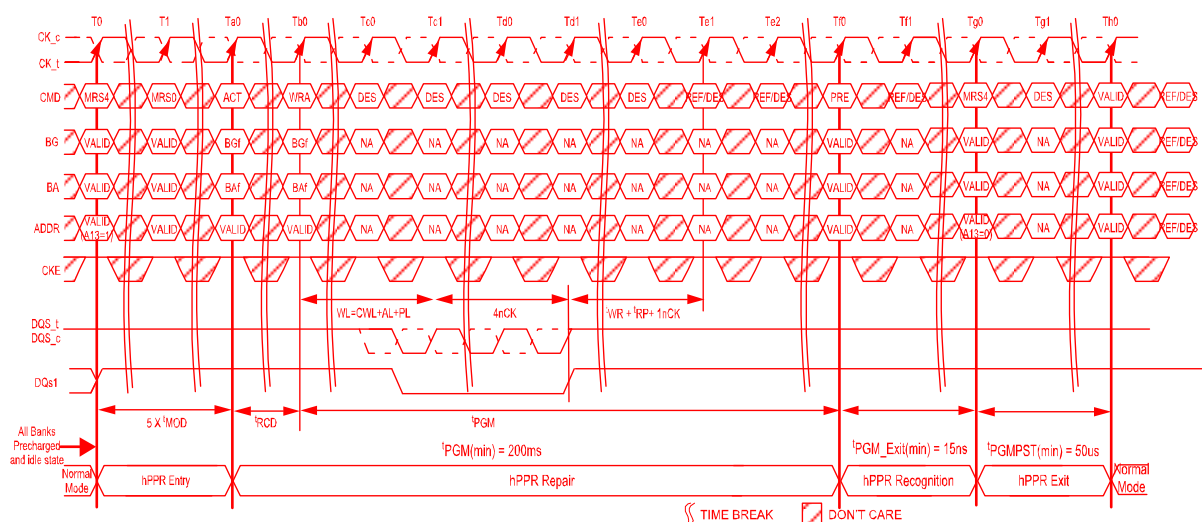 T0 T1 Ta0 Tb0 Tc0 Tc1 Td0 Td1 Te0 Te1 Te2 Tf0 Tf1 Tg0 Tg1 Th0
CK_c
CK_t
CMD MRS4 MRS0 ACT WRA DES DES DES DES DES REF/DES REF/DES PRE REF/DES MRS4 DES VALID REF/DES
BG VALID VALID BGf BGf NA NA NA NA NA NA NA VALID NA VALID NA VALID REF/DES
BA VALID VALID BAf BAf NA NA NA NA NA NA NA VALID NA VALID NA VALID REF/DES
ADDR VALID (A13=1) VALID VALID VALID NA NA NA NA NA NA NA VALID NA VALID (A13=0) NA VALID REF/DES
CKE
WL=CWL+AL+PL 4nCK tWR + tRP+ 1nCK
DQS_t
DQS_c
DQs1
5 X tMOD tRCD tPGM
All Banks
Precharged
and idle state
tPGM(min) = 200ms tPGM_Exit(min) = 15ns tPGMPST(min) = 50us
Normal Mode hPPR Entry hPPR Repair hPPR Recognition hPPR Exit Normal Mode
TIME BREAK DON'T CARE